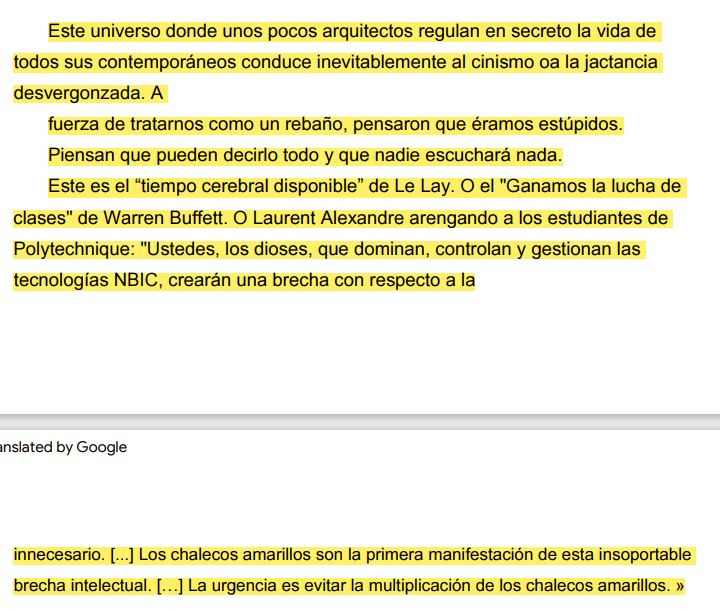 Este universo donde unos pocos arquitectos regulan en secreto la vida de
todos sus contemporáneos conduce inevitablemente al cinismo oa la jactancia
desvergonzada. A
fuerza de tratarnos como un rebaño, pensaron que éramos estúpidos.
Piensan que pueden decirlo todo y que nadie escuchará nada.
Este es el “tiempo cerebral disponible” de Le Lay. O el "Ganamos la lucha de
clases" de Warren Buffett. O Laurent Alexandre arengando a los estudiantes de
Polytechnique: "Ustedes, los dioses, que dominan, controlan y gestionan las
tecnologías NBIC, crearán una brecha con respecto a la
anslated by Google
innecesario. [...] Los chalecos amarillos son la primera manifestación de esta insoportable
brecha intelectual. […] La urgencia es evitar la multiplicación de los chalecos amarillos. »